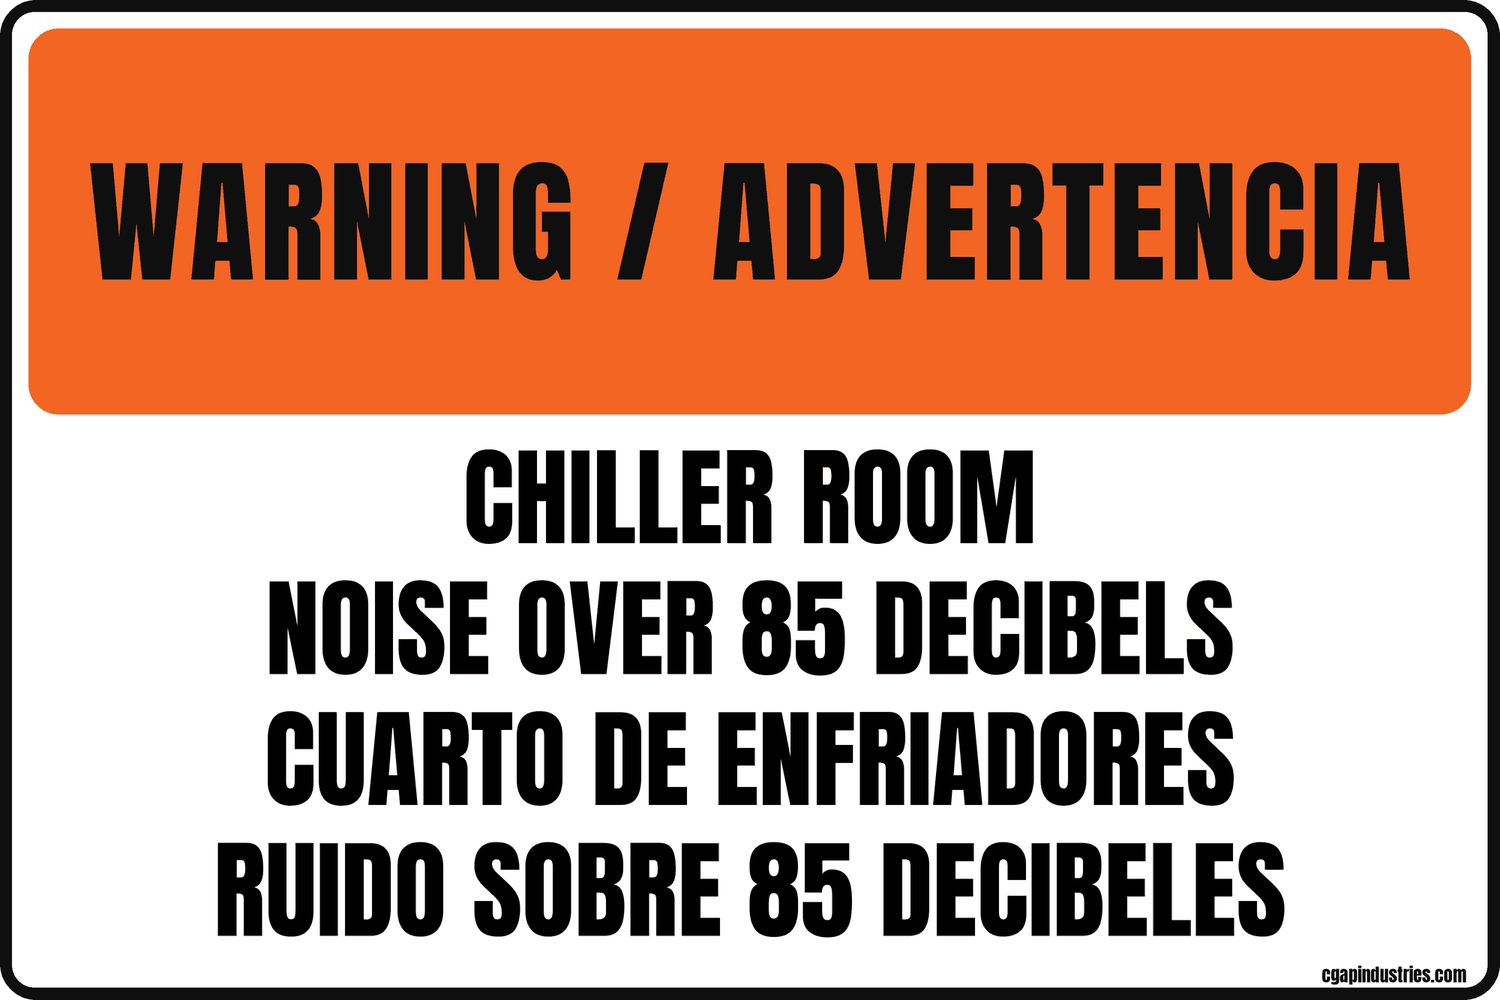 WARNING / ADVERTENCIA
CHILLER ROOM
NOISE OVER 85 DECIBELS
CUARTO DE ENFRIADORES
RUIDO SOBRE 85 DECIBELES
cgapindustries.com